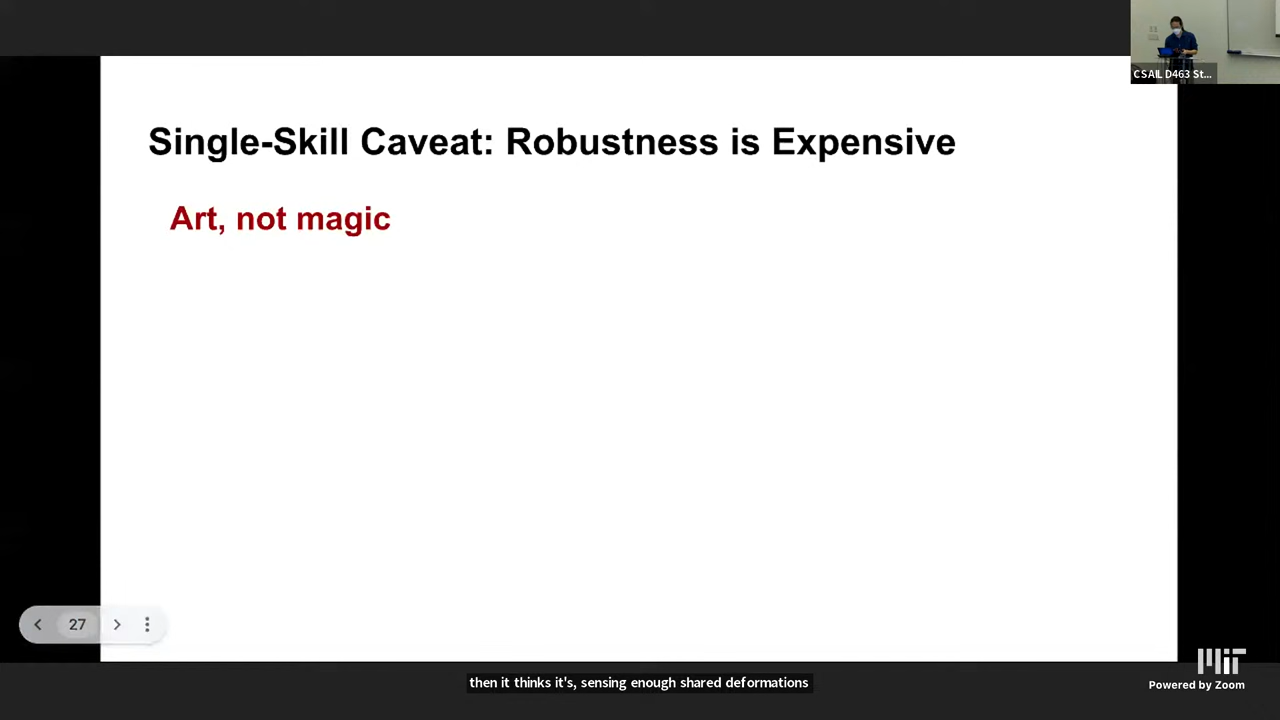 CSAIL D463 St...
Single-Skill Caveat: Robustness is Expensive
Art, not magic
27
then it thinks it's, sensing enough shared deformations
MIT
Powered by Zoom